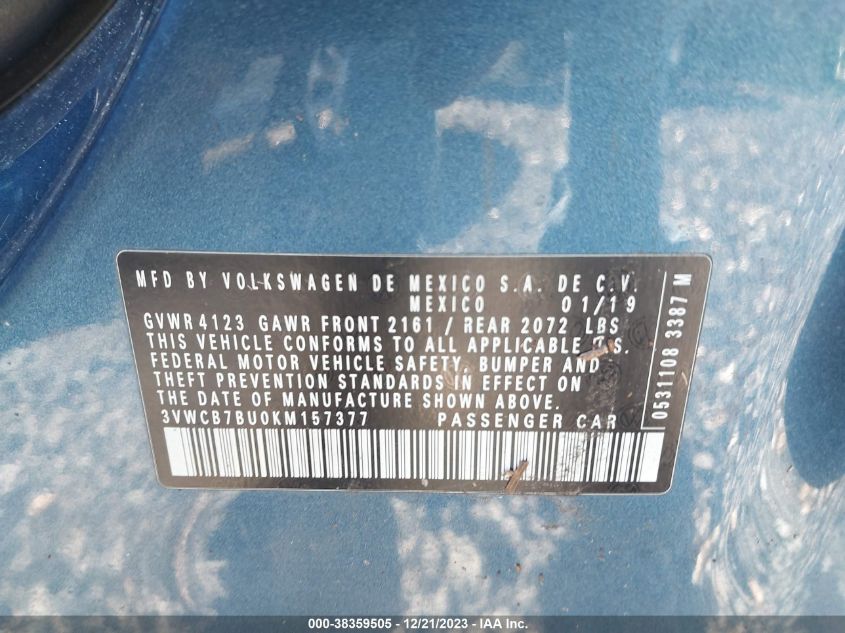 MFD BY VOLKSWAGEN DE MEXICO S.A. DE C.V.
MEXICO 01/19
GVWR 4123 GAWR FRONT 2161 / REAR 2072 LBS
THIS VEHICLE CONFORMS TO ALL APPLICABLE U.S.
FEDERAL MOTOR VEHICLE SAFETY, BUMPER AND
THEFT PREVENTION STANDARDS IN EFFECT ON
THE DATE OF MANUFACTURE SHOWN ABOVE.
3VWCB7BU0KM157377 PASSENGER CAR
0531108 3387 M
000-38359505 - 12/21/2023 - IAA Inc.